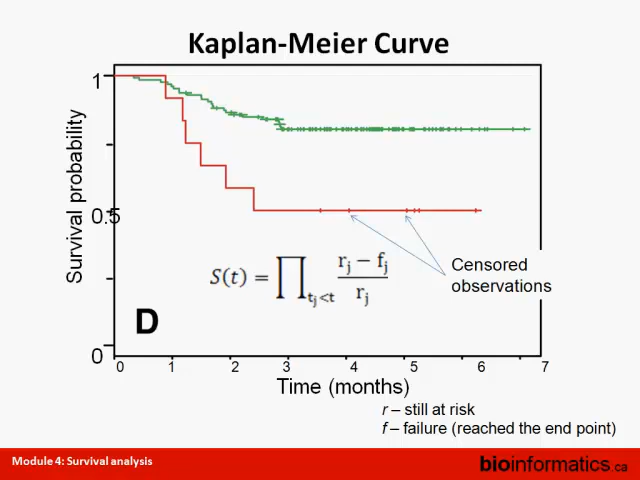 Kaplan-Meier Curve
Survival probability
1
0.5
0
S(t) = ∏ tj<t rj – fj / rj
Censored
observations
D
0 1 2 3 4 5 6 7
Time (months)
r – still at risk
f – failure (reached the end point)
Module 4: Survival analysis
bioinformatics.ca